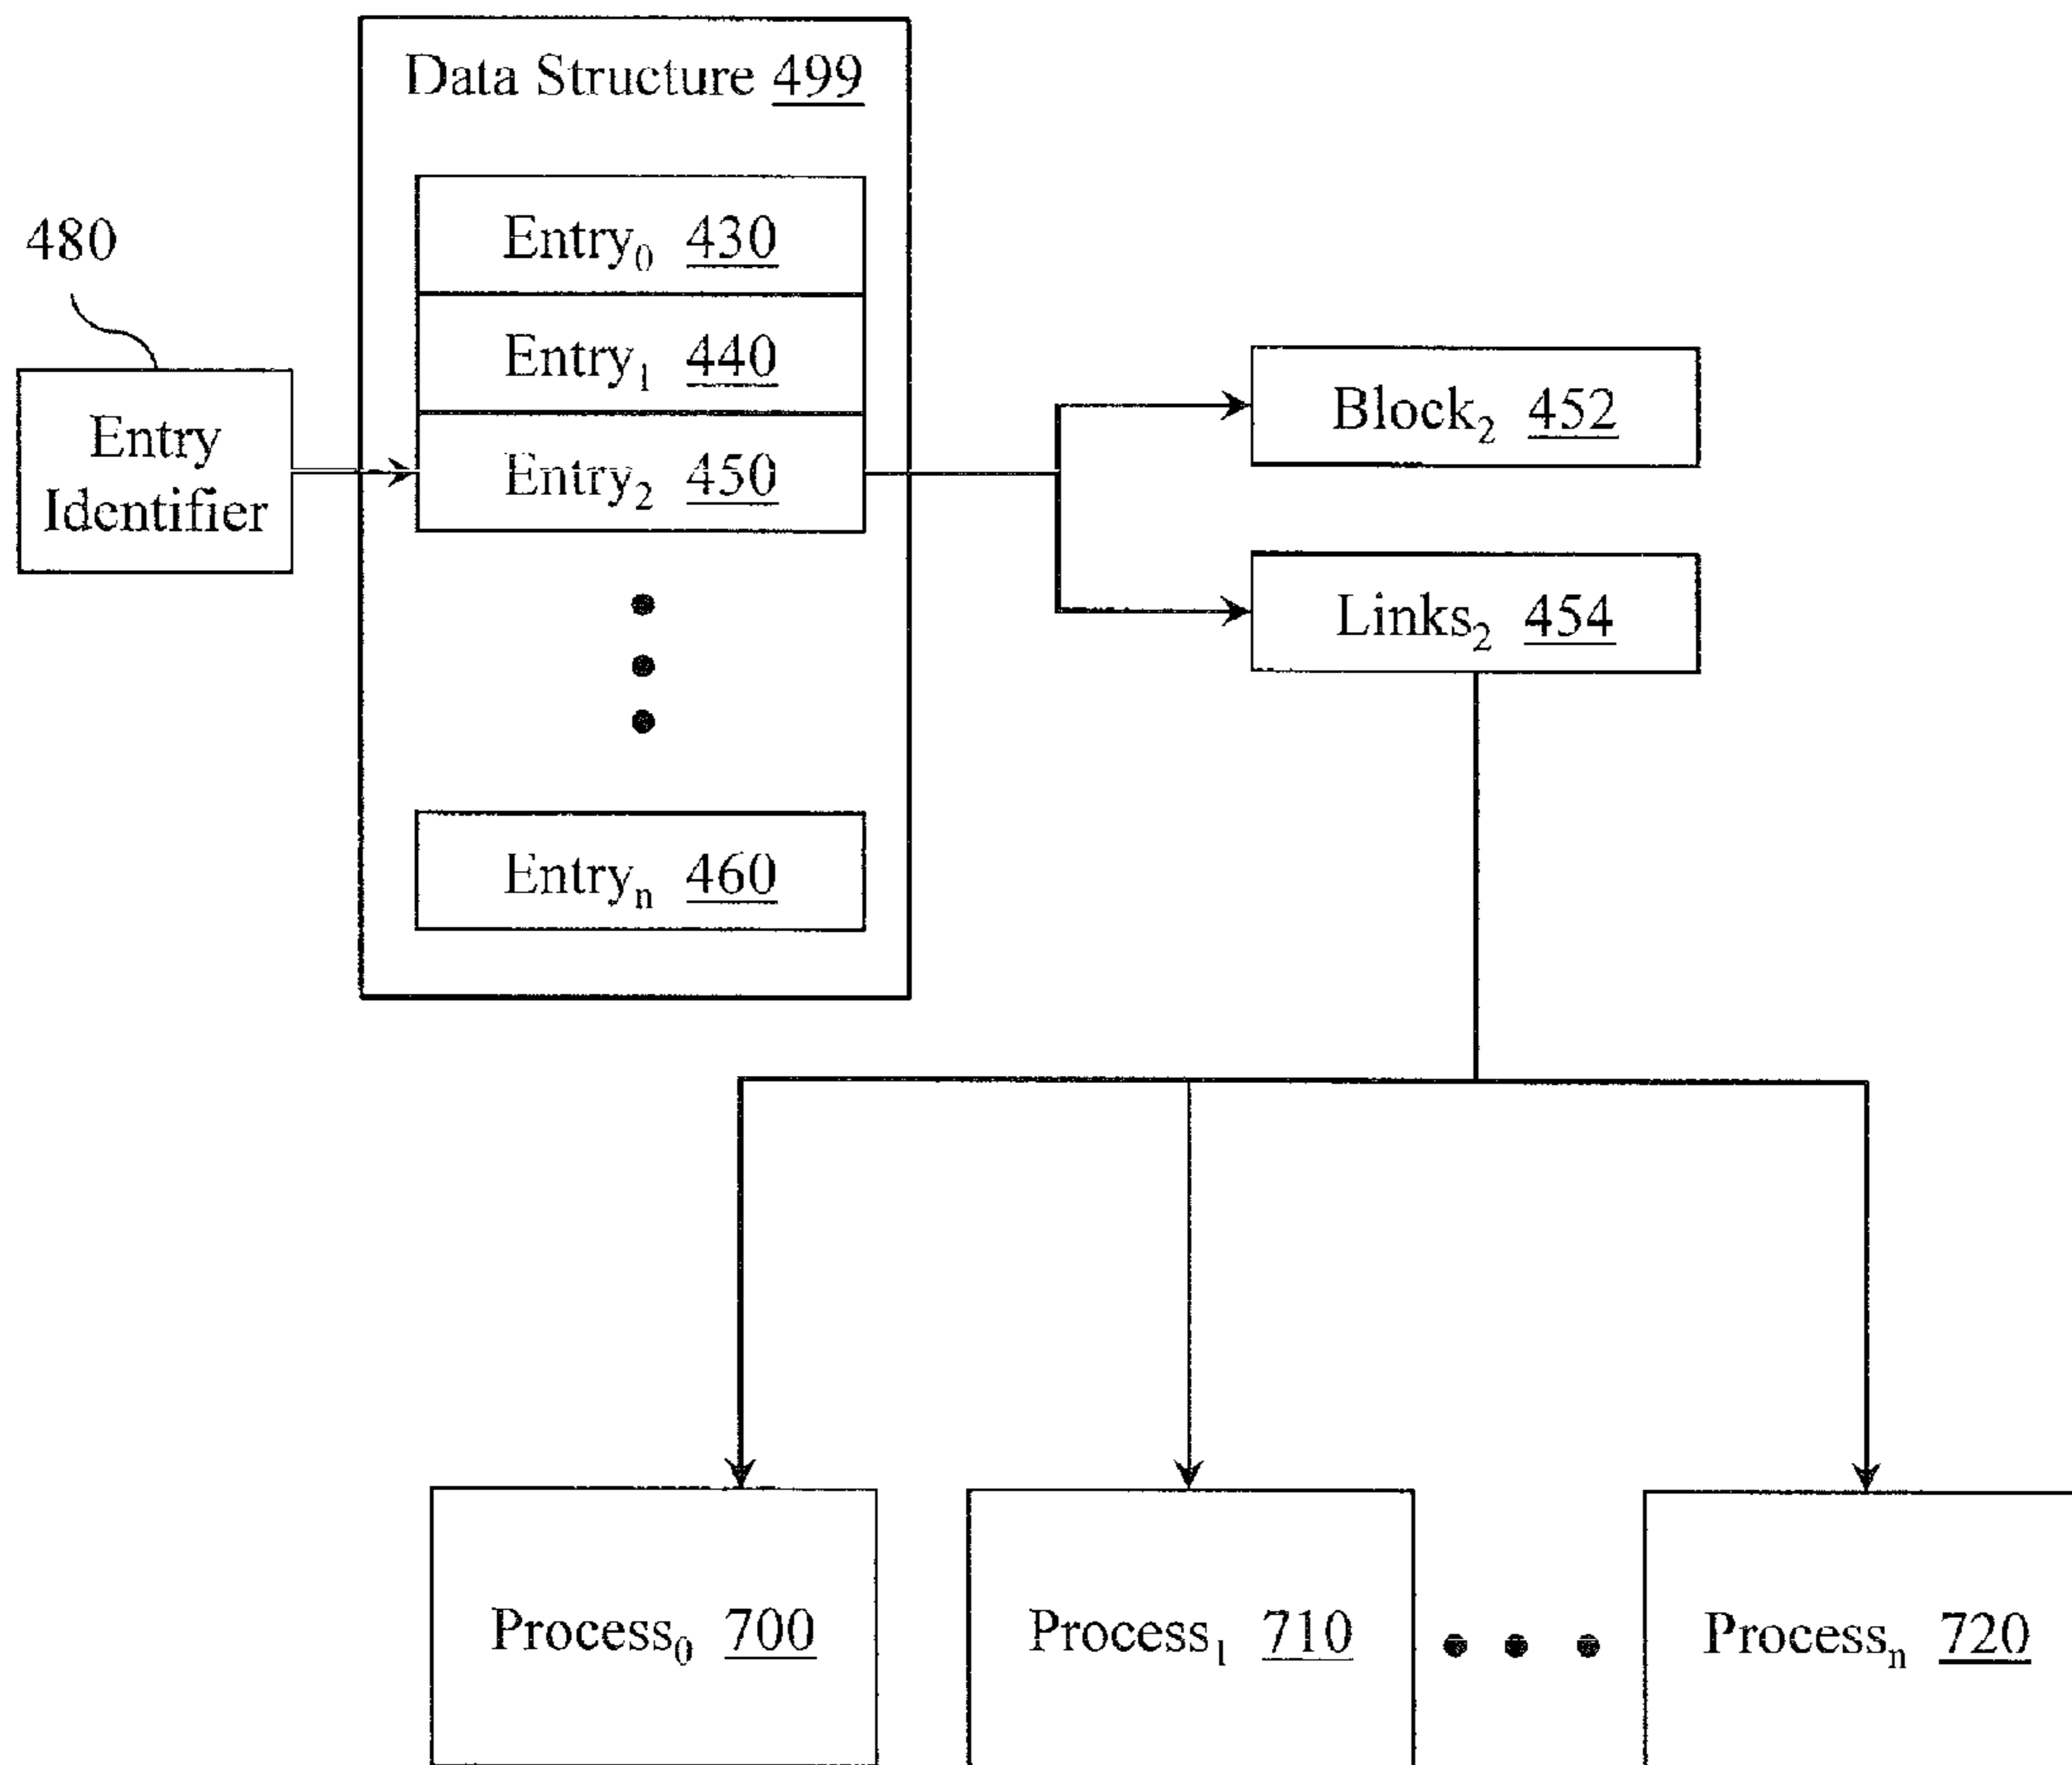 Data Structure 499
480
Entry₀ 430
Entry₁ 440
Entry₂ 450
Entryₙ 460
Entry
Identifier
Block₂ 452
Links₂ 454
Process₀ 700
Process₁ 710
Processₙ 720